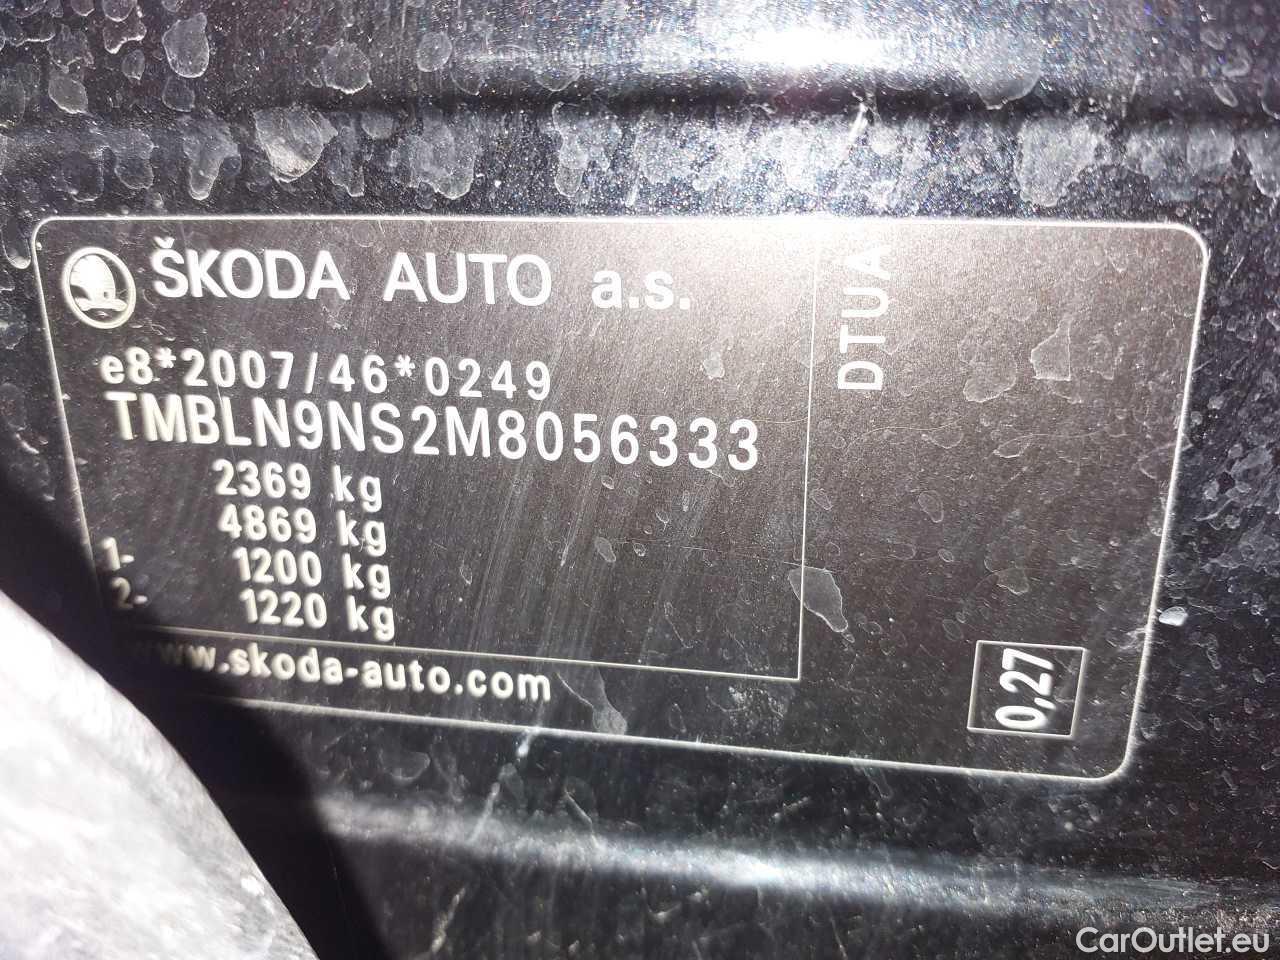 ŠKODA AUTO a.s.
e8*2007/46*0249
TMBLN9NS2M8056333
2369 kg
4869 kg
1- 1200 kg
2- 1220 kg
www.skoda-auto.com
DTUA
0,27
CarOutlet.eu